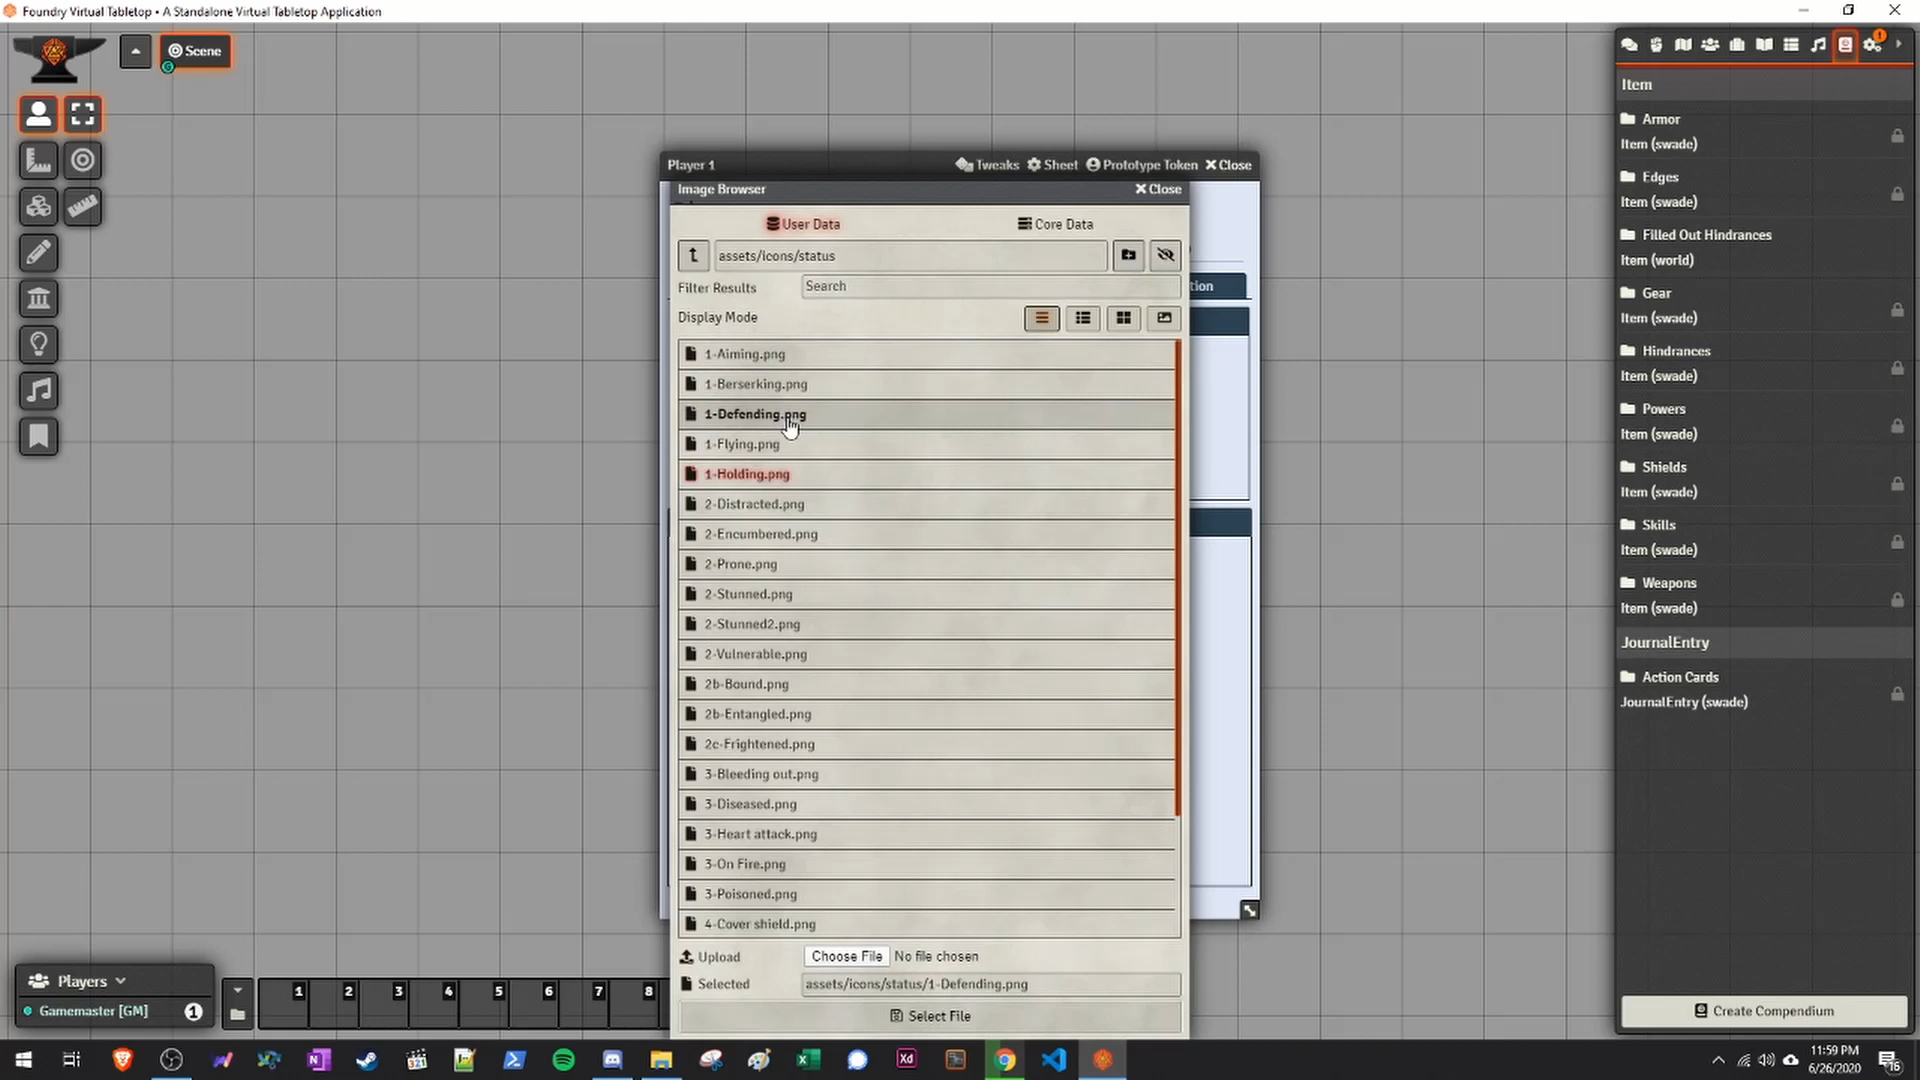 Foundry Virtual Tabletop • A Standalone Virtual Tabletop Application
Scene
G
Player 1
Tweaks
Sheet
Prototype Token
Close
Image Browser
Close
User Data
Core Data
assets/icons/status
Filter Results
Search
tion
Display Mode
1-Aiming.png
1-Berserking.png
1-Defending.png
1-Flying.png
1-Holding.png
2-Distracted.png
2-Encumbered.png
2-Prone.png
2-Stunned.png
2-Stunned2.png
2-Vulnerable.png
2b-Bound.png
2b-Entangled.png
2c-Frightened.png
3-Bleeding out.png
3-Diseased.png
3-Heart attack.png
3-On Fire.png
3-Poisoned.png
4-Cover shield.png
Upload
Choose File No file chosen
Selected
assets/icons/status/1-Defending.png
Select File
Item
Armor
Item (swade)
Edges
Item (swade)
Filled Out Hindrances
Item (world)
Gear
Item (swade)
Hindrances
Item (swade)
Powers
Item (swade)
Shields
Item (swade)
Skills
Item (swade)
Weapons
Item (swade)
JournalEntry
Action Cards
JournalEntry (swade)
Create Compendium
Players
Gamemaster [GM] 1
1 2 3 4 5 6 7 8
Xd
11:59 PM
6/26/2020
16